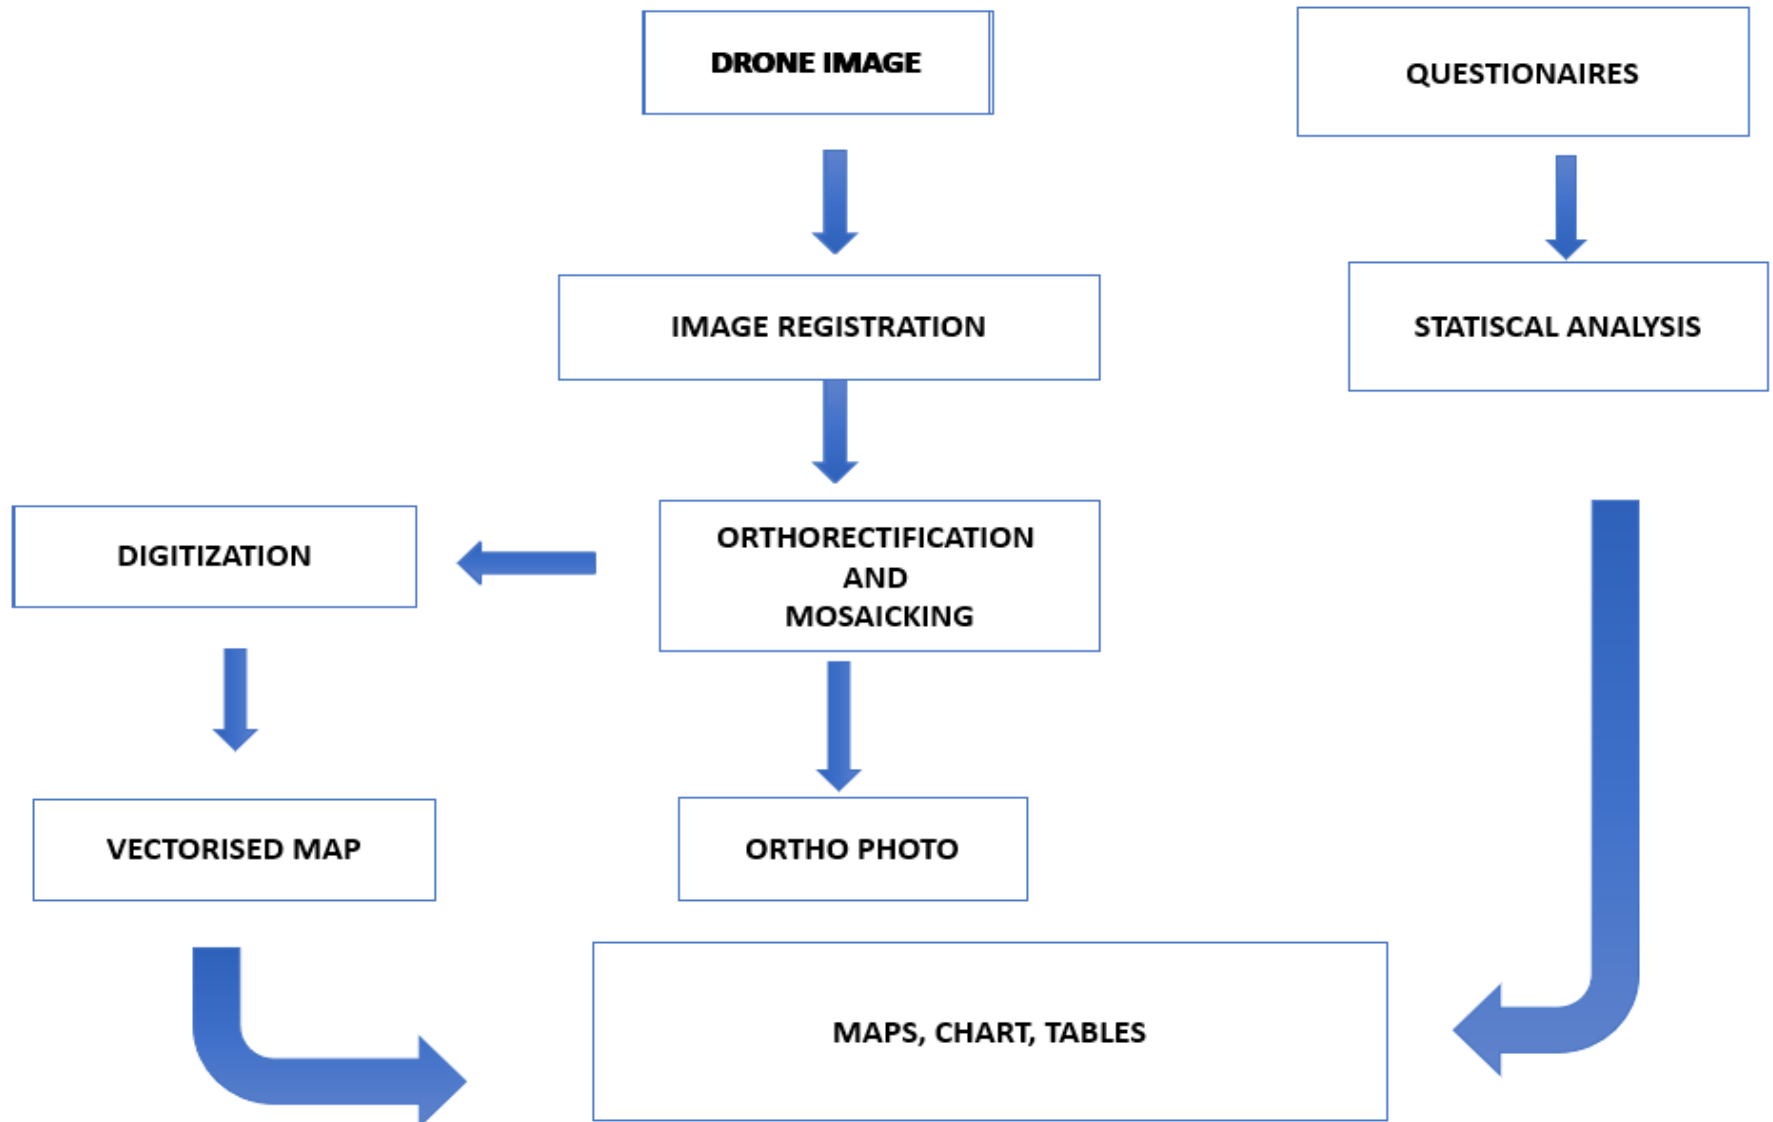 DRONE IMAGE
QUESTIONAIRES
IMAGE REGISTRATION
STATISCAL ANALYSIS
DIGITIZATION
ORTHORECTIFICATION
AND
MOSAICKING
VECTORISED MAP
ORTHO PHOTO
MAPS, CHART, TABLES